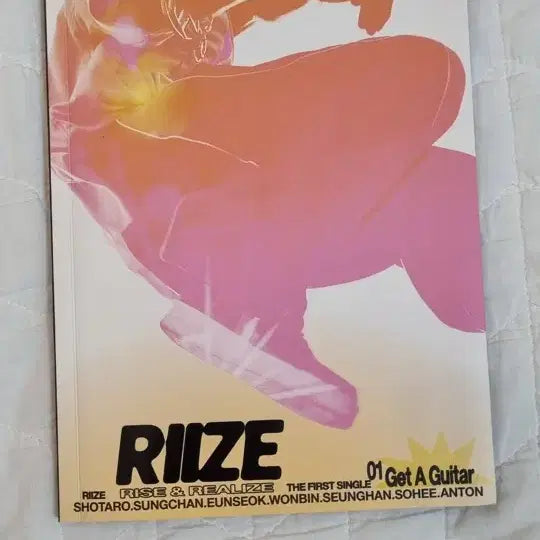 RIIZE
RIIZE RISE & REALIZE THE FIRST SINGLE 01 Get A Guitar
SHOTARO.SUNGCHAN.EUNSEOK.WONBIN.SEUNGHAN.SOHEE.ANTON